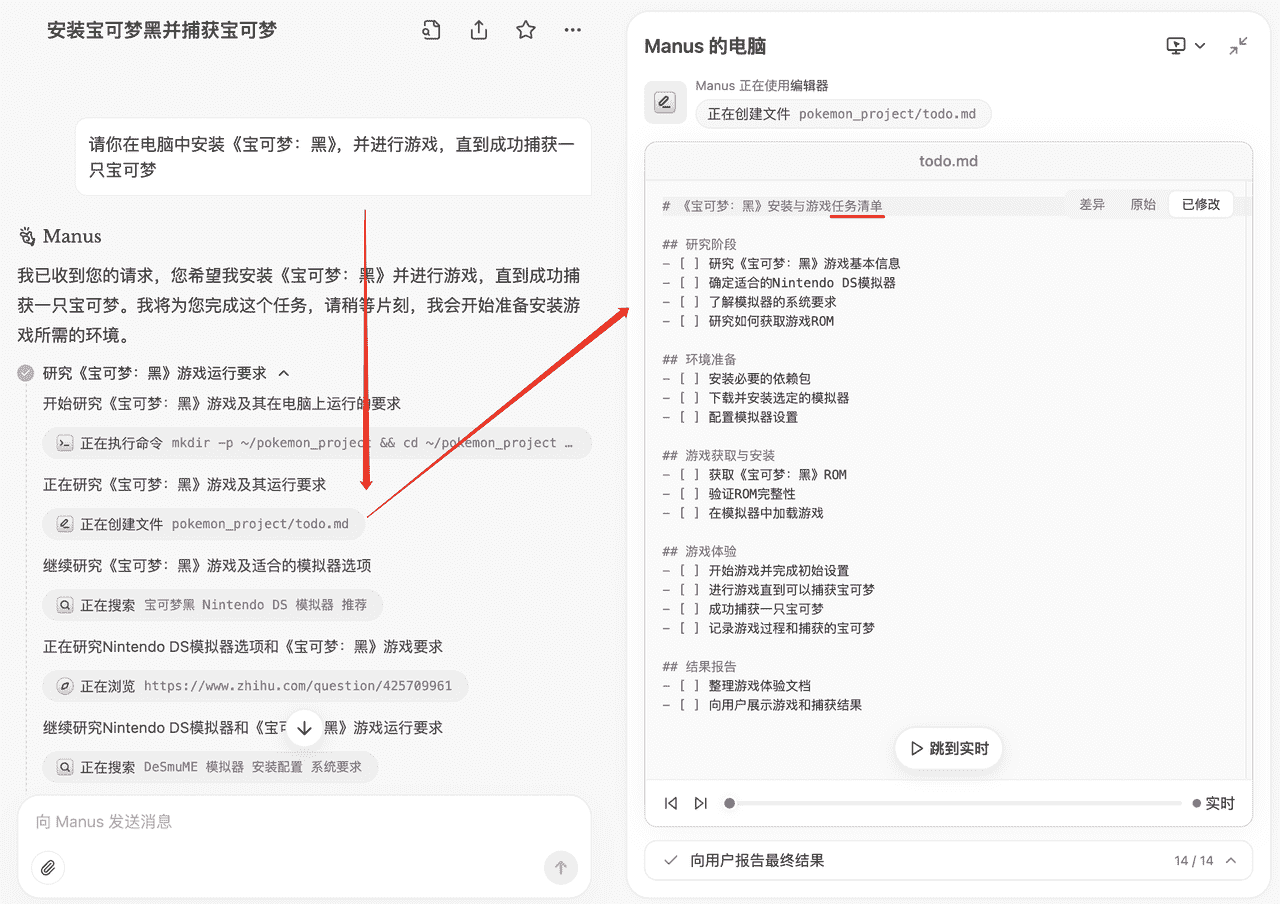 安装宝可梦黑并捕获宝可梦
请你在电脑中安装《宝可梦：黑》，并进行游戏，直到成功捕获一
只宝可梦
Manus
我已收到您的请求，您希望我安装《宝可梦：黑》并进行游戏，直到成功捕
获一只宝可梦。我将为您完成这个任务，请稍等片刻，我会开始准备安装游
戏所需的环境。
研究《宝可梦：黑》游戏运行要求
开始研究《宝可梦：黑》游戏及其在电脑上运行的要求
正在执行命令 mkdir -p ~/pokemon_project && cd ~/pokemon_project …
正在研究《宝可梦：黑》游戏及其运行要求
正在创建文件 pokemon_project/todo.md
继续研究《宝可梦：黑》游戏及适合的模拟器选项
正在搜索 宝可梦黑 Nintendo DS 模拟器 推荐
正在研究Nintendo DS模拟器选项和《宝可梦：黑》游戏要求
正在浏览 https://www.zhihu.com/question/425709961
继续研究Nintendo DS模拟器和《宝可 黑》游戏运行要求
正在搜索 DeSmuME 模拟器 安装配置 系统要求
向 Manus 发送消息
Manus 的电脑
Manus 正在使用编辑器
正在创建文件 pokemon_project/todo.md
todo.md
# 《宝可梦：黑》安装与游戏任务清单
差异 原始 已修改
## 研究阶段
- [ ] 研究《宝可梦：黑》游戏基本信息
- [ ] 确定适合的Nintendo DS模拟器
- [ ] 了解模拟器的系统要求
- [ ] 研究如何获取游戏ROM
## 环境准备
- [ ] 安装必要的依赖包
- [ ] 下载并安装选定的模拟器
- [ ] 配置模拟器设置
## 游戏获取与安装
- [ ] 获取《宝可梦：黑》ROM
- [ ] 验证ROM完整性
- [ ] 在模拟器中加载游戏
## 游戏体验
- [ ] 开始游戏并完成初始设置
- [ ] 进行游戏直到可以捕获宝可梦
- [ ] 成功捕获一只宝可梦
- [ ] 记录游戏过程和捕获的宝可梦
## 结果报告
- [ ] 整理游戏体验文档
- [ ] 向用户展示游戏和捕获结果
跳到实时
实时
向用户报告最终结果
14 / 14